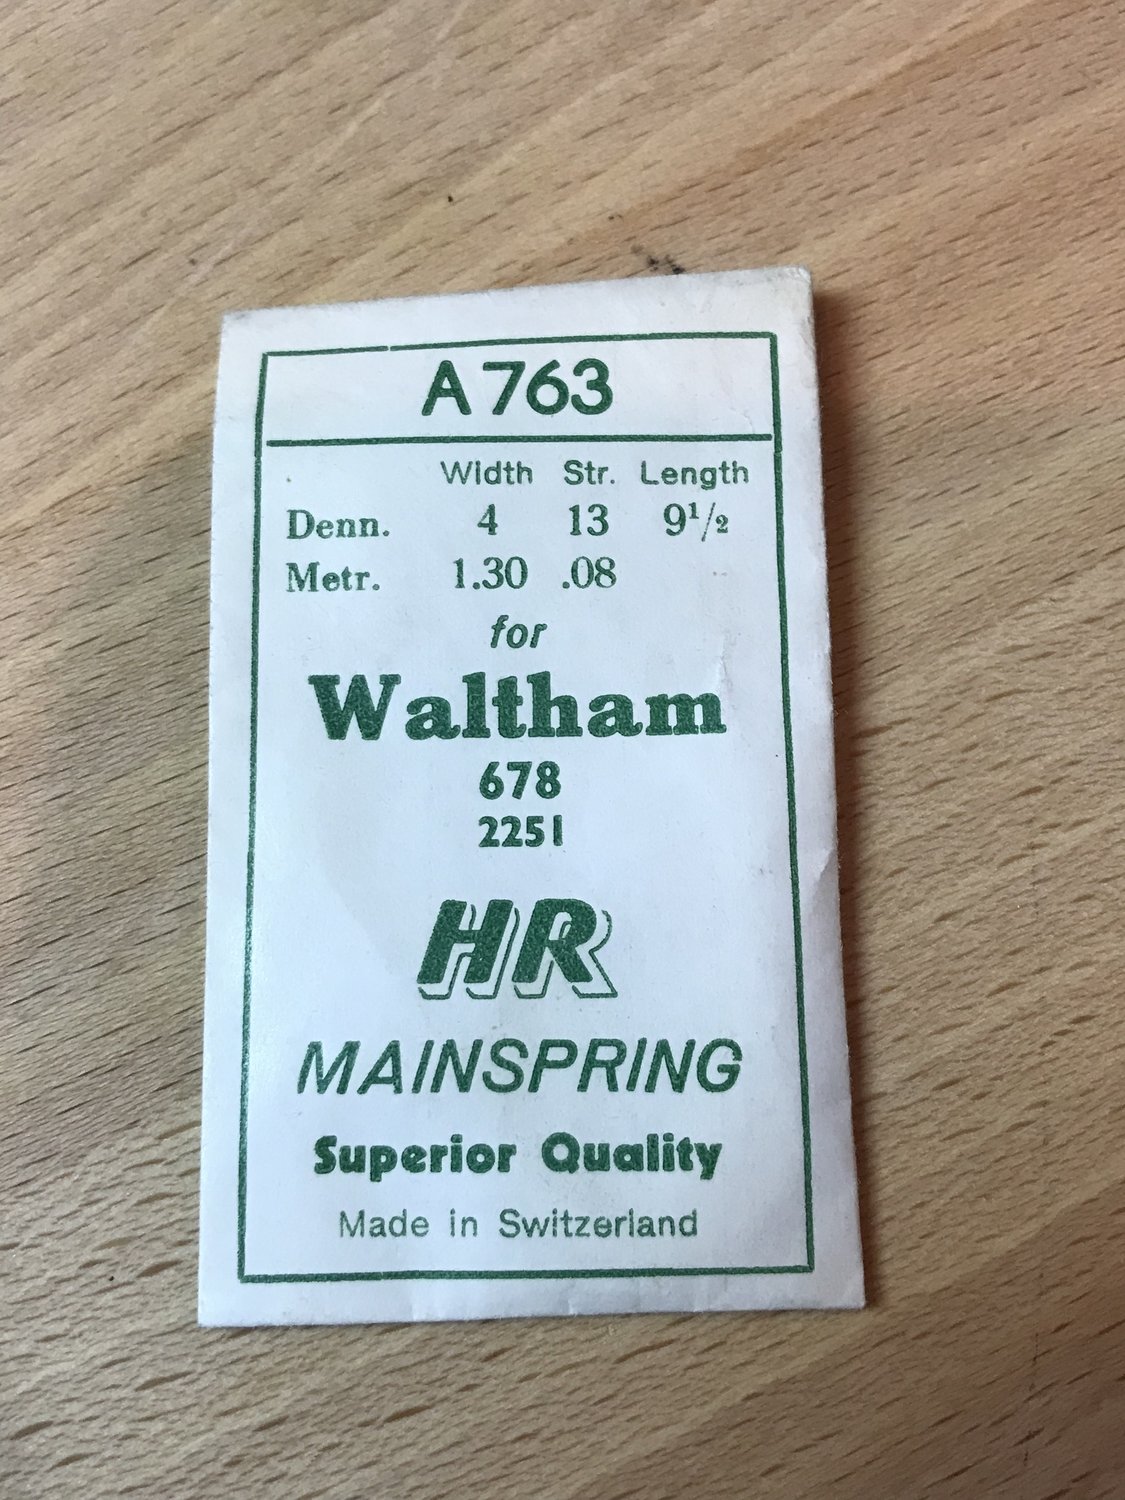 A763
Width Str. Length
Denn. 4 13 9¹/₂
Metr. 1.30 .08
for
Waltham
678
2251
HR
MAINSPRING
Superior Quality
Made in Switzerland